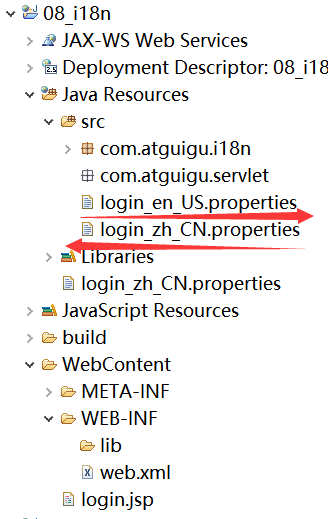 08_i18n
JAX-WS Web Services
Deployment Descriptor: 08_i18
Java Resources
src
com.atguigu.i18n
com.atguigu.servlet
login_en_US.properties
login_zh_CN.properties
Libraries
login_zh_CN.properties
JavaScript Resources
build
WebContent
META-INF
WEB-INF
lib
web.xml
login.jsp